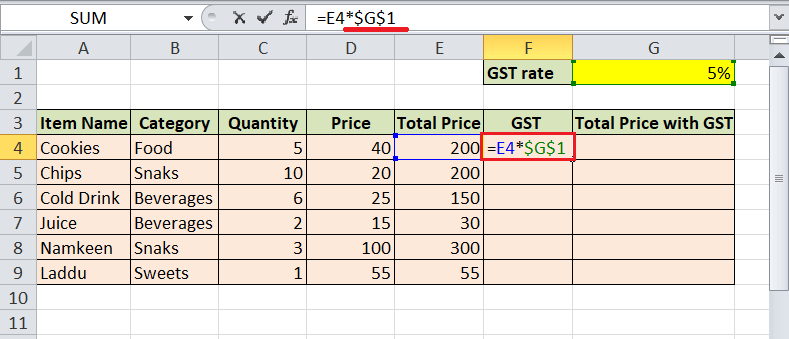 SUM fx =E4*$G$1
A B C D E F G
1 GST rate 5%
2
3 Item Name Category Quantity Price Total Price GST Total Price with GST
4 Cookies Food 5 40 200 =E4*$G$1
5 Chips Snaks 10 20 200
6 Cold Drink Beverages 6 25 150
7 Juice Beverages 2 15 30
8 Namkeen Snaks 3 100 300
9 Laddu Sweets 1 55 55
10
11